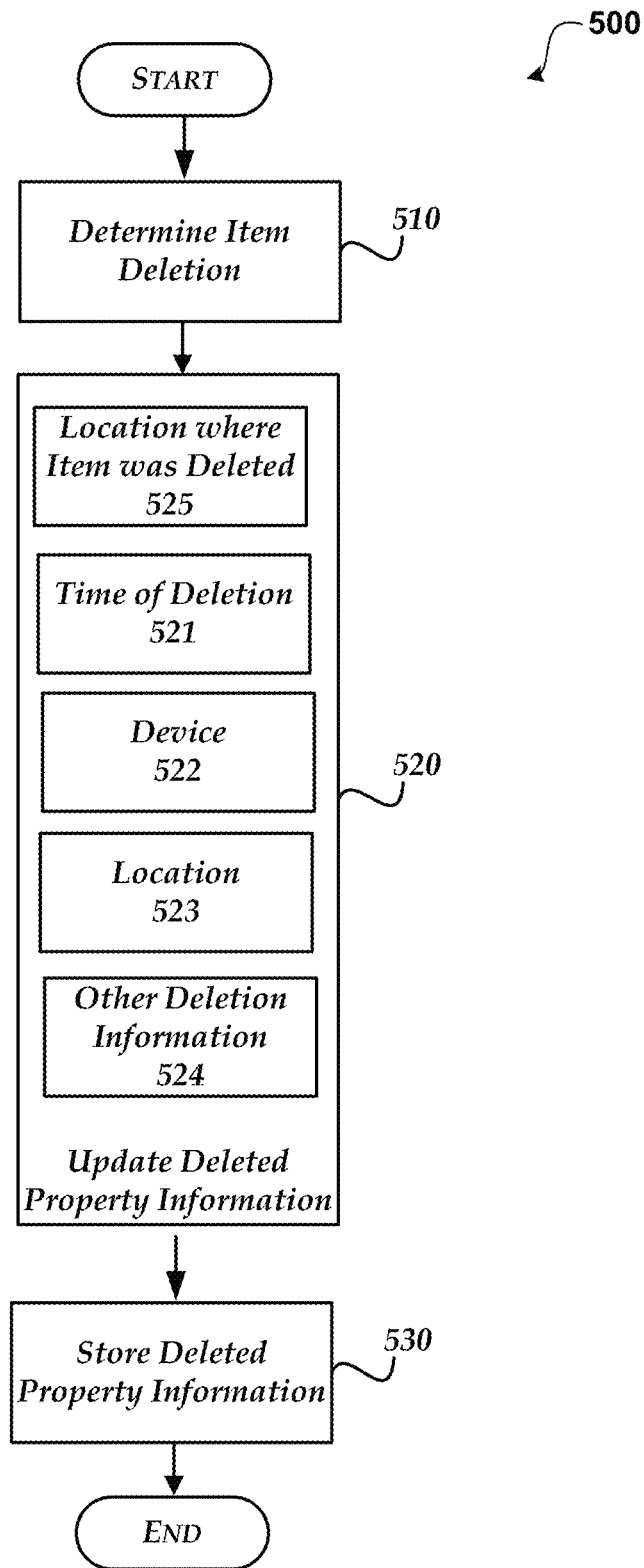 500
START
Determine Item
Deletion
510
Location where
Item was Deleted
525
Time of Deletion
521
Device
522
520
Location
523
Other Deletion
Information
524
Update Deleted
Property Information
Store Deleted
Property Information
530
END